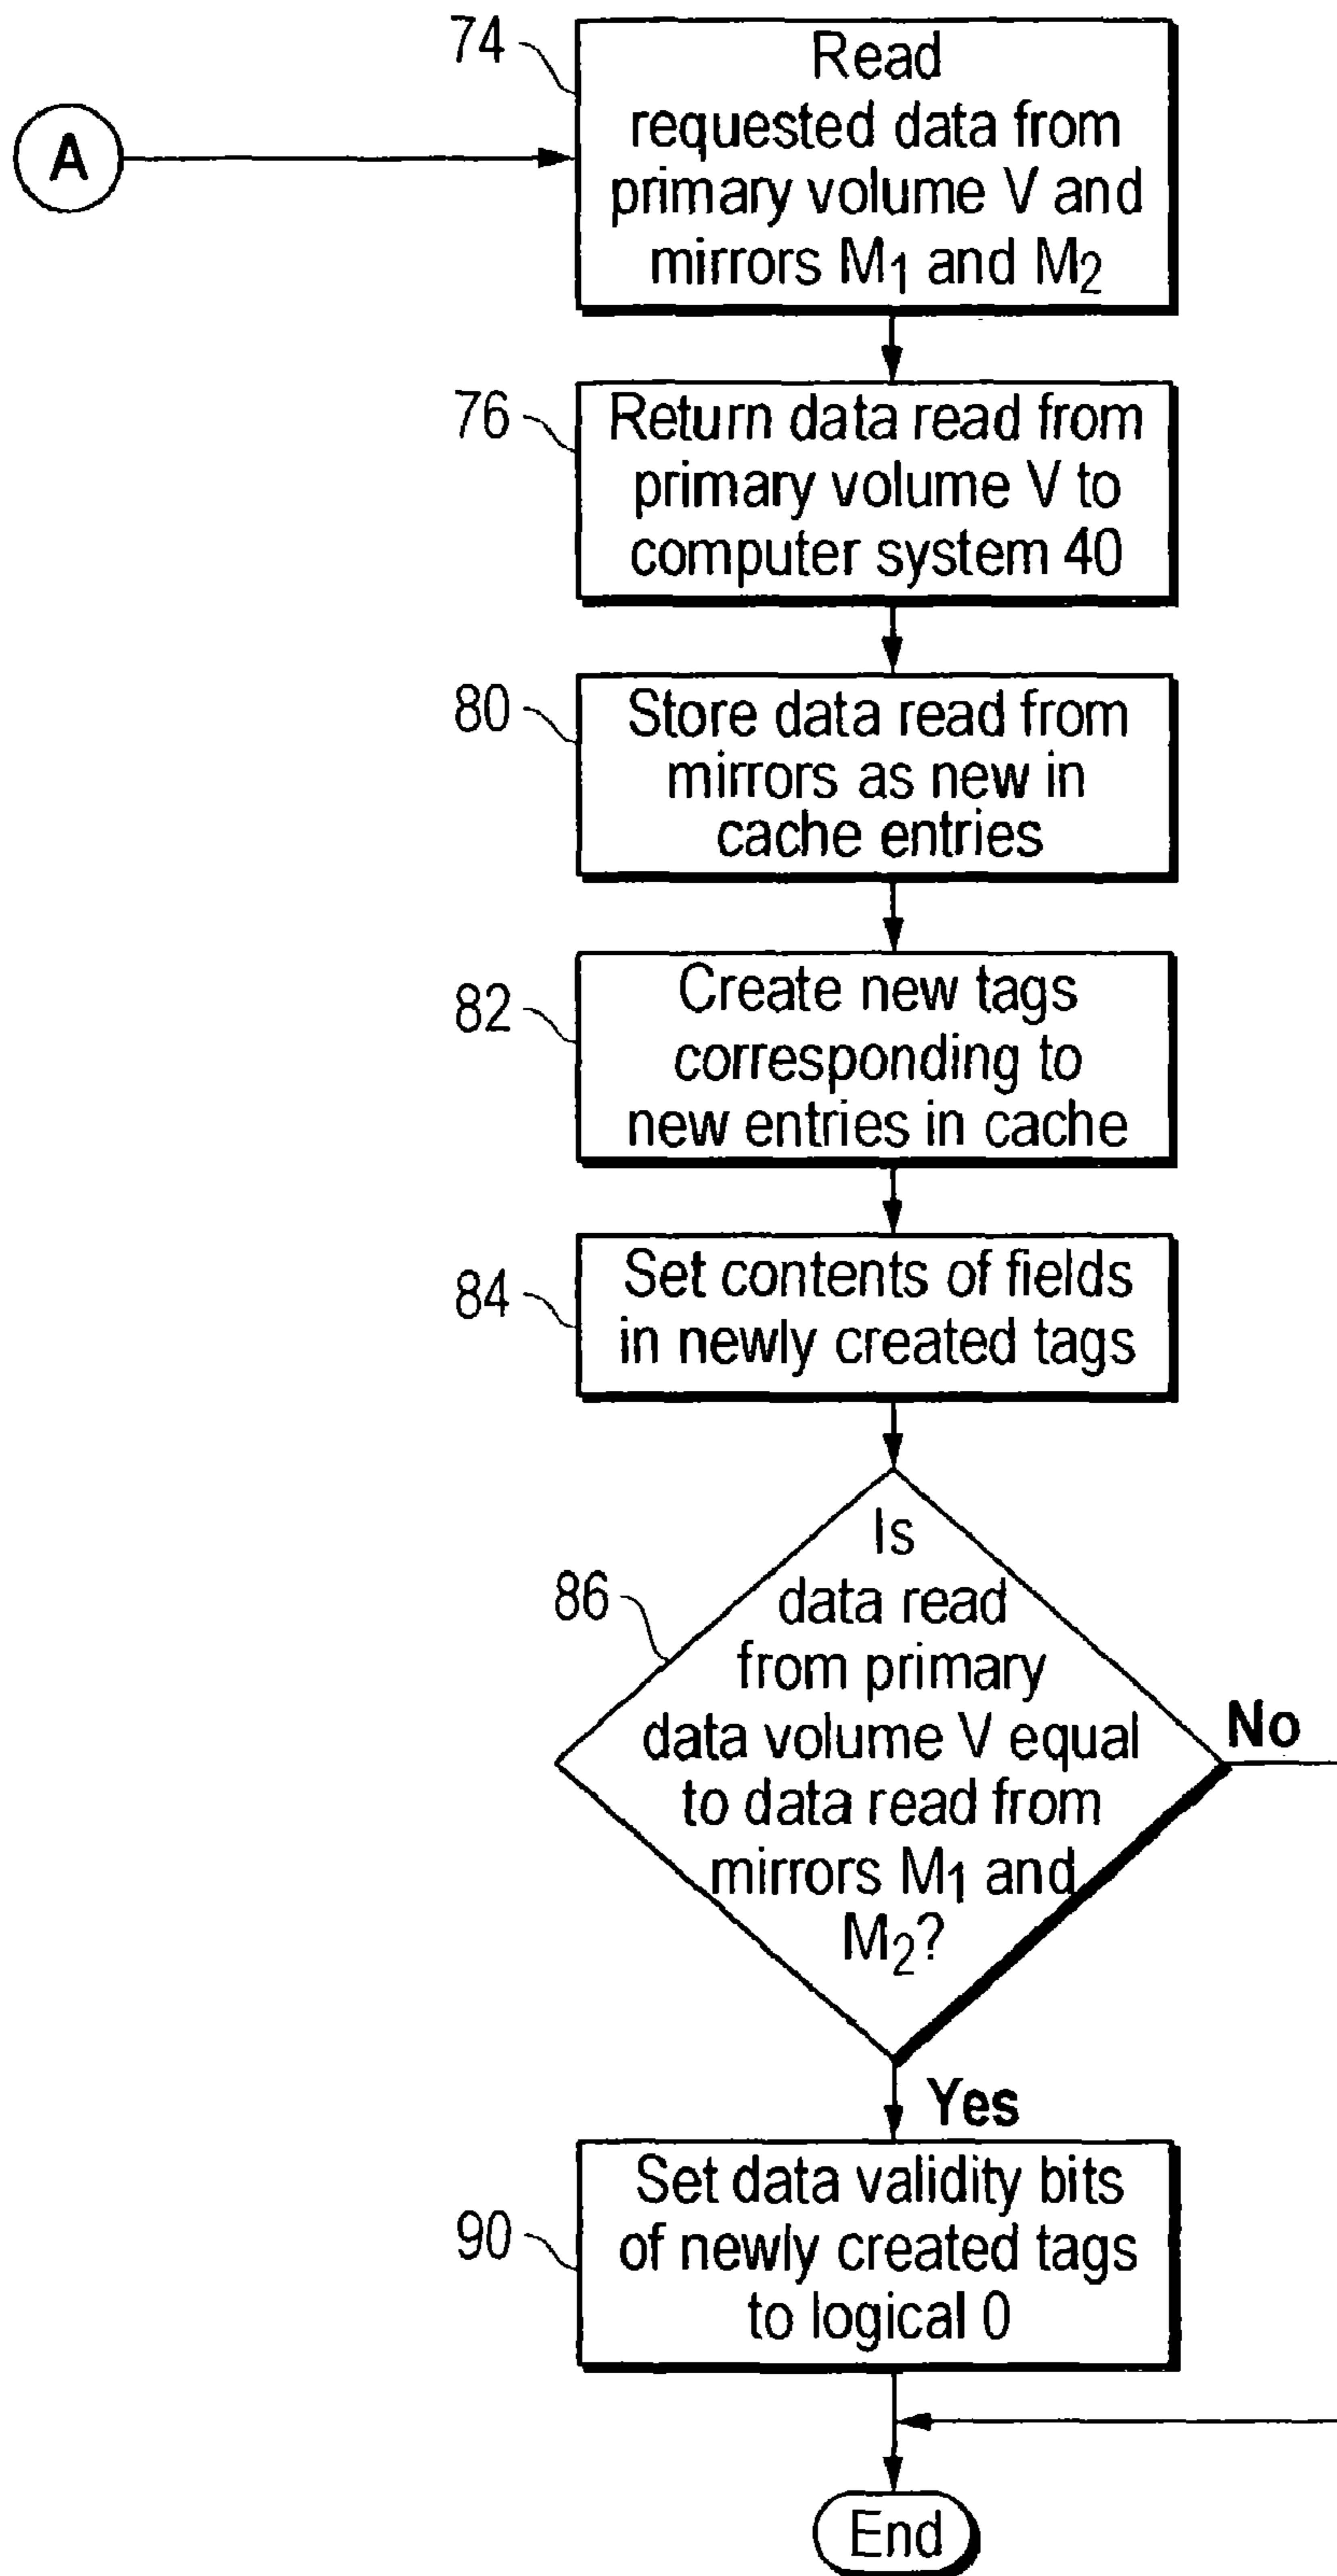 74
Read
requested data from
primary volume V and
mirrors M1 and M2
A
76
Return data read from
primary volume V to
computer system 40
80
Store data read from
mirrors as new in
cache entries
82
Create new tags
corresponding to
new entries in cache
84
Set contents of fields
in newly created tags
86
Is
data read
from primary
data volume V equal
to data read from
mirrors M1 and
M2?
No
Yes
90
Set data validity bits
of newly created tags
to logical 0
End